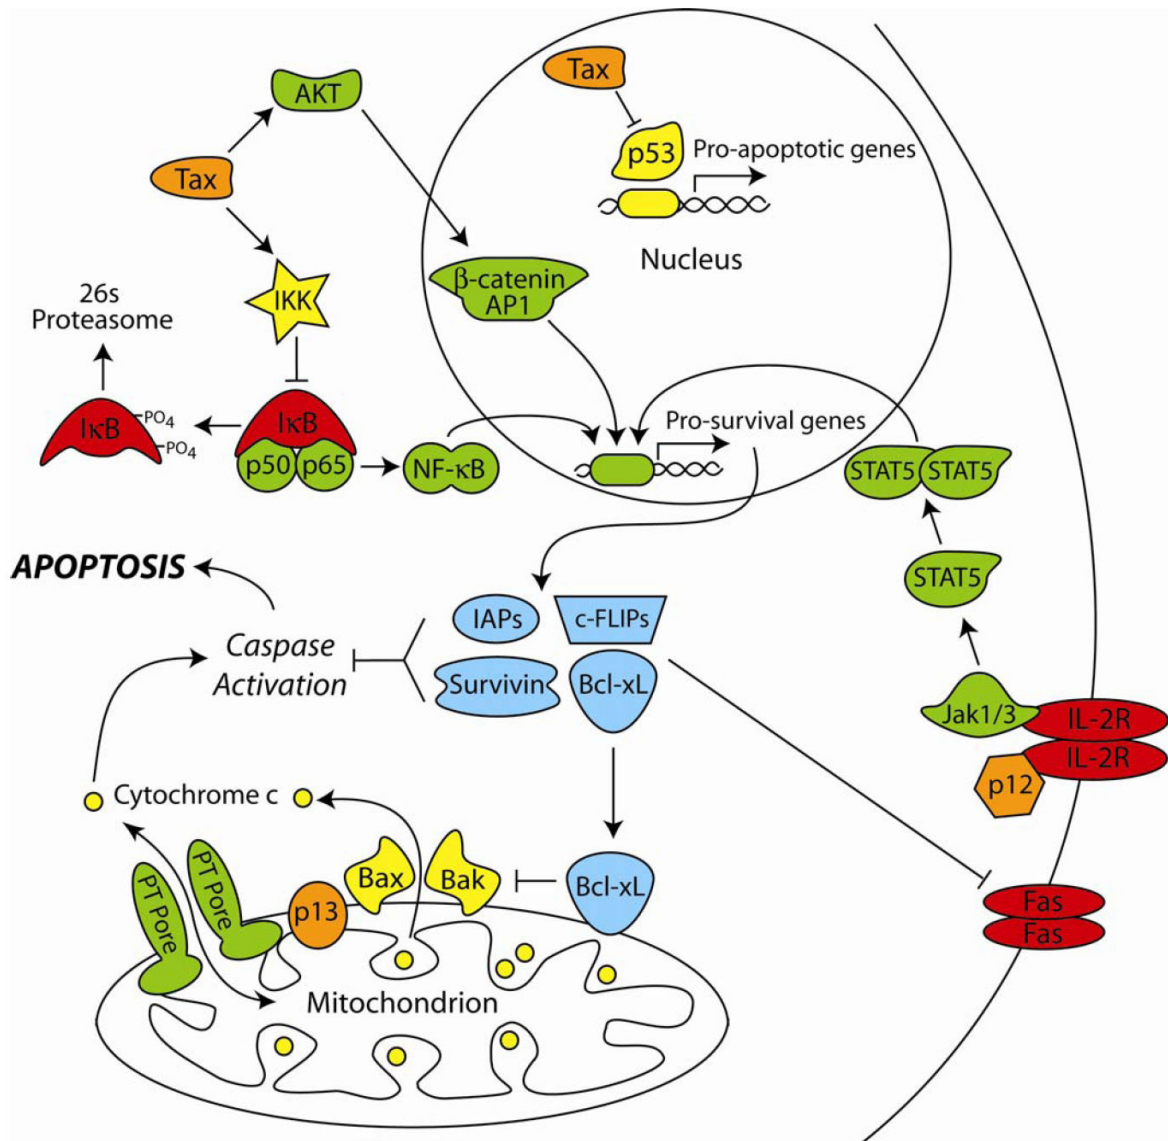 Tax
AKT
Tax
p53
Pro-apoptotic genes
Nucleus
β-catenin
AP1
IKK
26s
Proteasome
IκB
PO4
PO4
IκB
p50
p65
NF-κB
Pro-survival genes
STAT5
STAT5
STAT5
APOPTOSIS
Caspase
Activation
IAPs
c-FLIPs
Survivin
Bcl-xL
Jak1/3
IL-2R
IL-2R
p12
Cytochrome c
PT Pore
PT Pore
p13
Bax
Bak
Bcl-xL
Fas
Fas
Mitochondrion